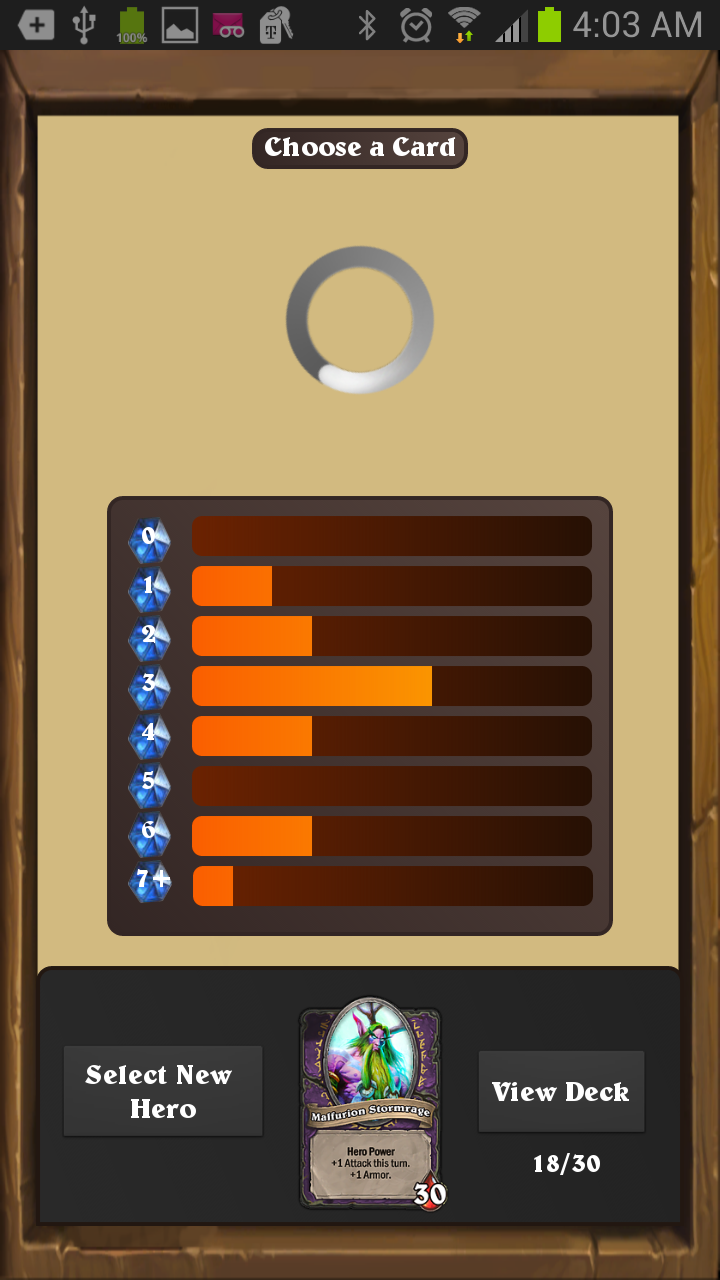 100%
T
4:03 AM
Choose a Card
0
1
2
3
4
5
6
7+
Select New
Hero
Malfurion Stormrage
Hero Power
+1 Attack this turn.
+1 Armor.
30
View Deck
18/30